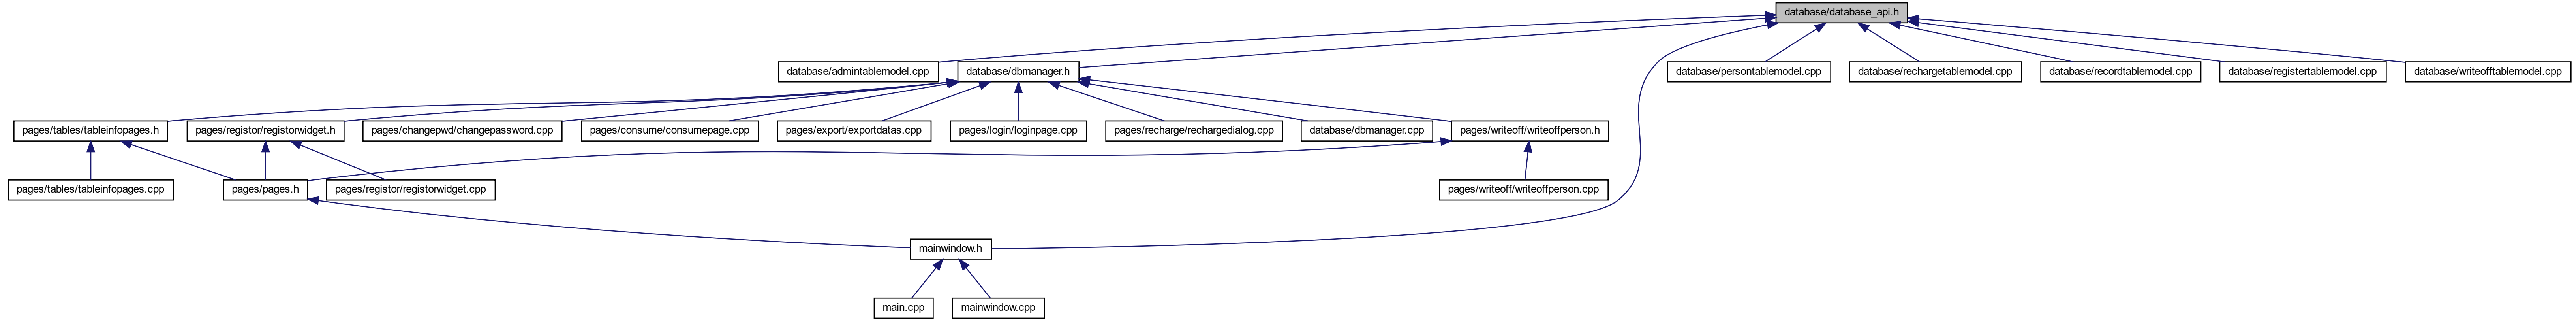 database/database_api.h
database/admintablemodel.cpp
database/dbmanager.h
database/persontablemodel.cpp
database/rechargetablemodel.cpp
database/recordtablemodel.cpp
database/registertablemodel.cpp
database/writeofftablemodel.cpp
pages/tables/tableinfopages.h
pages/registor/registorwidget.h
pages/changepwd/changepassword.cpp
pages/consume/consumepage.cpp
pages/export/exportdatas.cpp
pages/login/loginpage.cpp
pages/recharge/rechargedialog.cpp
database/dbmanager.cpp
pages/writeoff/writeoffperson.h
pages/tables/tableinfopages.cpp
pages/pages.h
pages/registor/registorwidget.cpp
pages/writeoff/writeoffperson.cpp
mainwindow.h
main.cpp
mainwindow.cpp